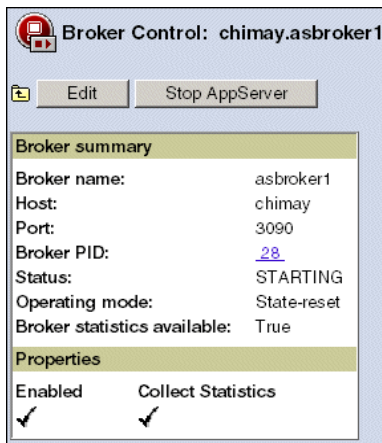 Broker Control: chimay.asbroker1
Edit Stop AppServer
Broker summary
Broker name: asbroker1
Host: chimay
Port: 3090
Broker PID: 28
Status: STARTING
Operating mode: State-reset
Broker statistics available: True
Properties
Enabled Collect Statistics